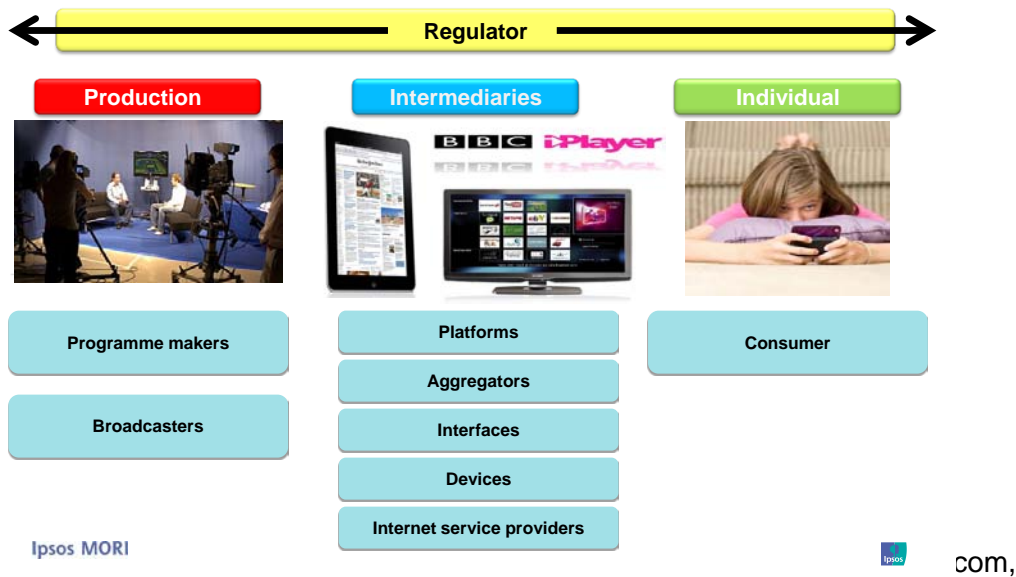 Regulator
Production
Intermediaries
Individual
BBC iPlayer
Programme makers
Broadcasters
Platforms
Aggregators
Interfaces
Devices
Internet service providers
Consumer
Ipsos MORI
Ipsos
com,